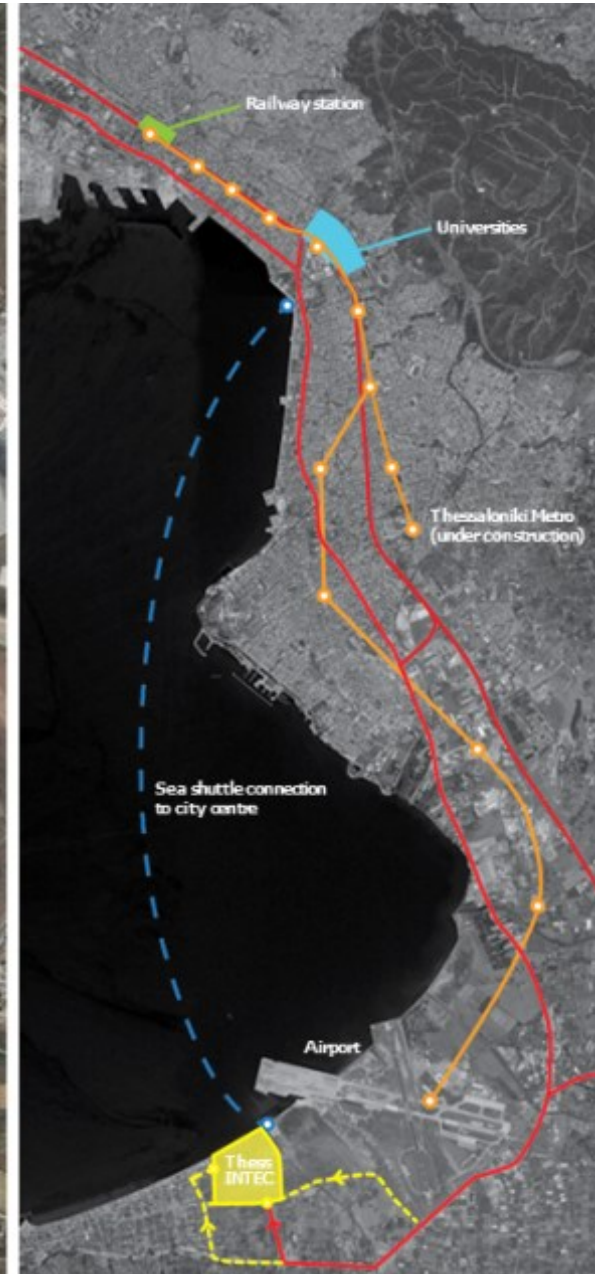 Railway station
Universities
Thessaloniki Metro
(under construction)
Sea shuttle connection
to city centre
Airport
Thess
INTEC